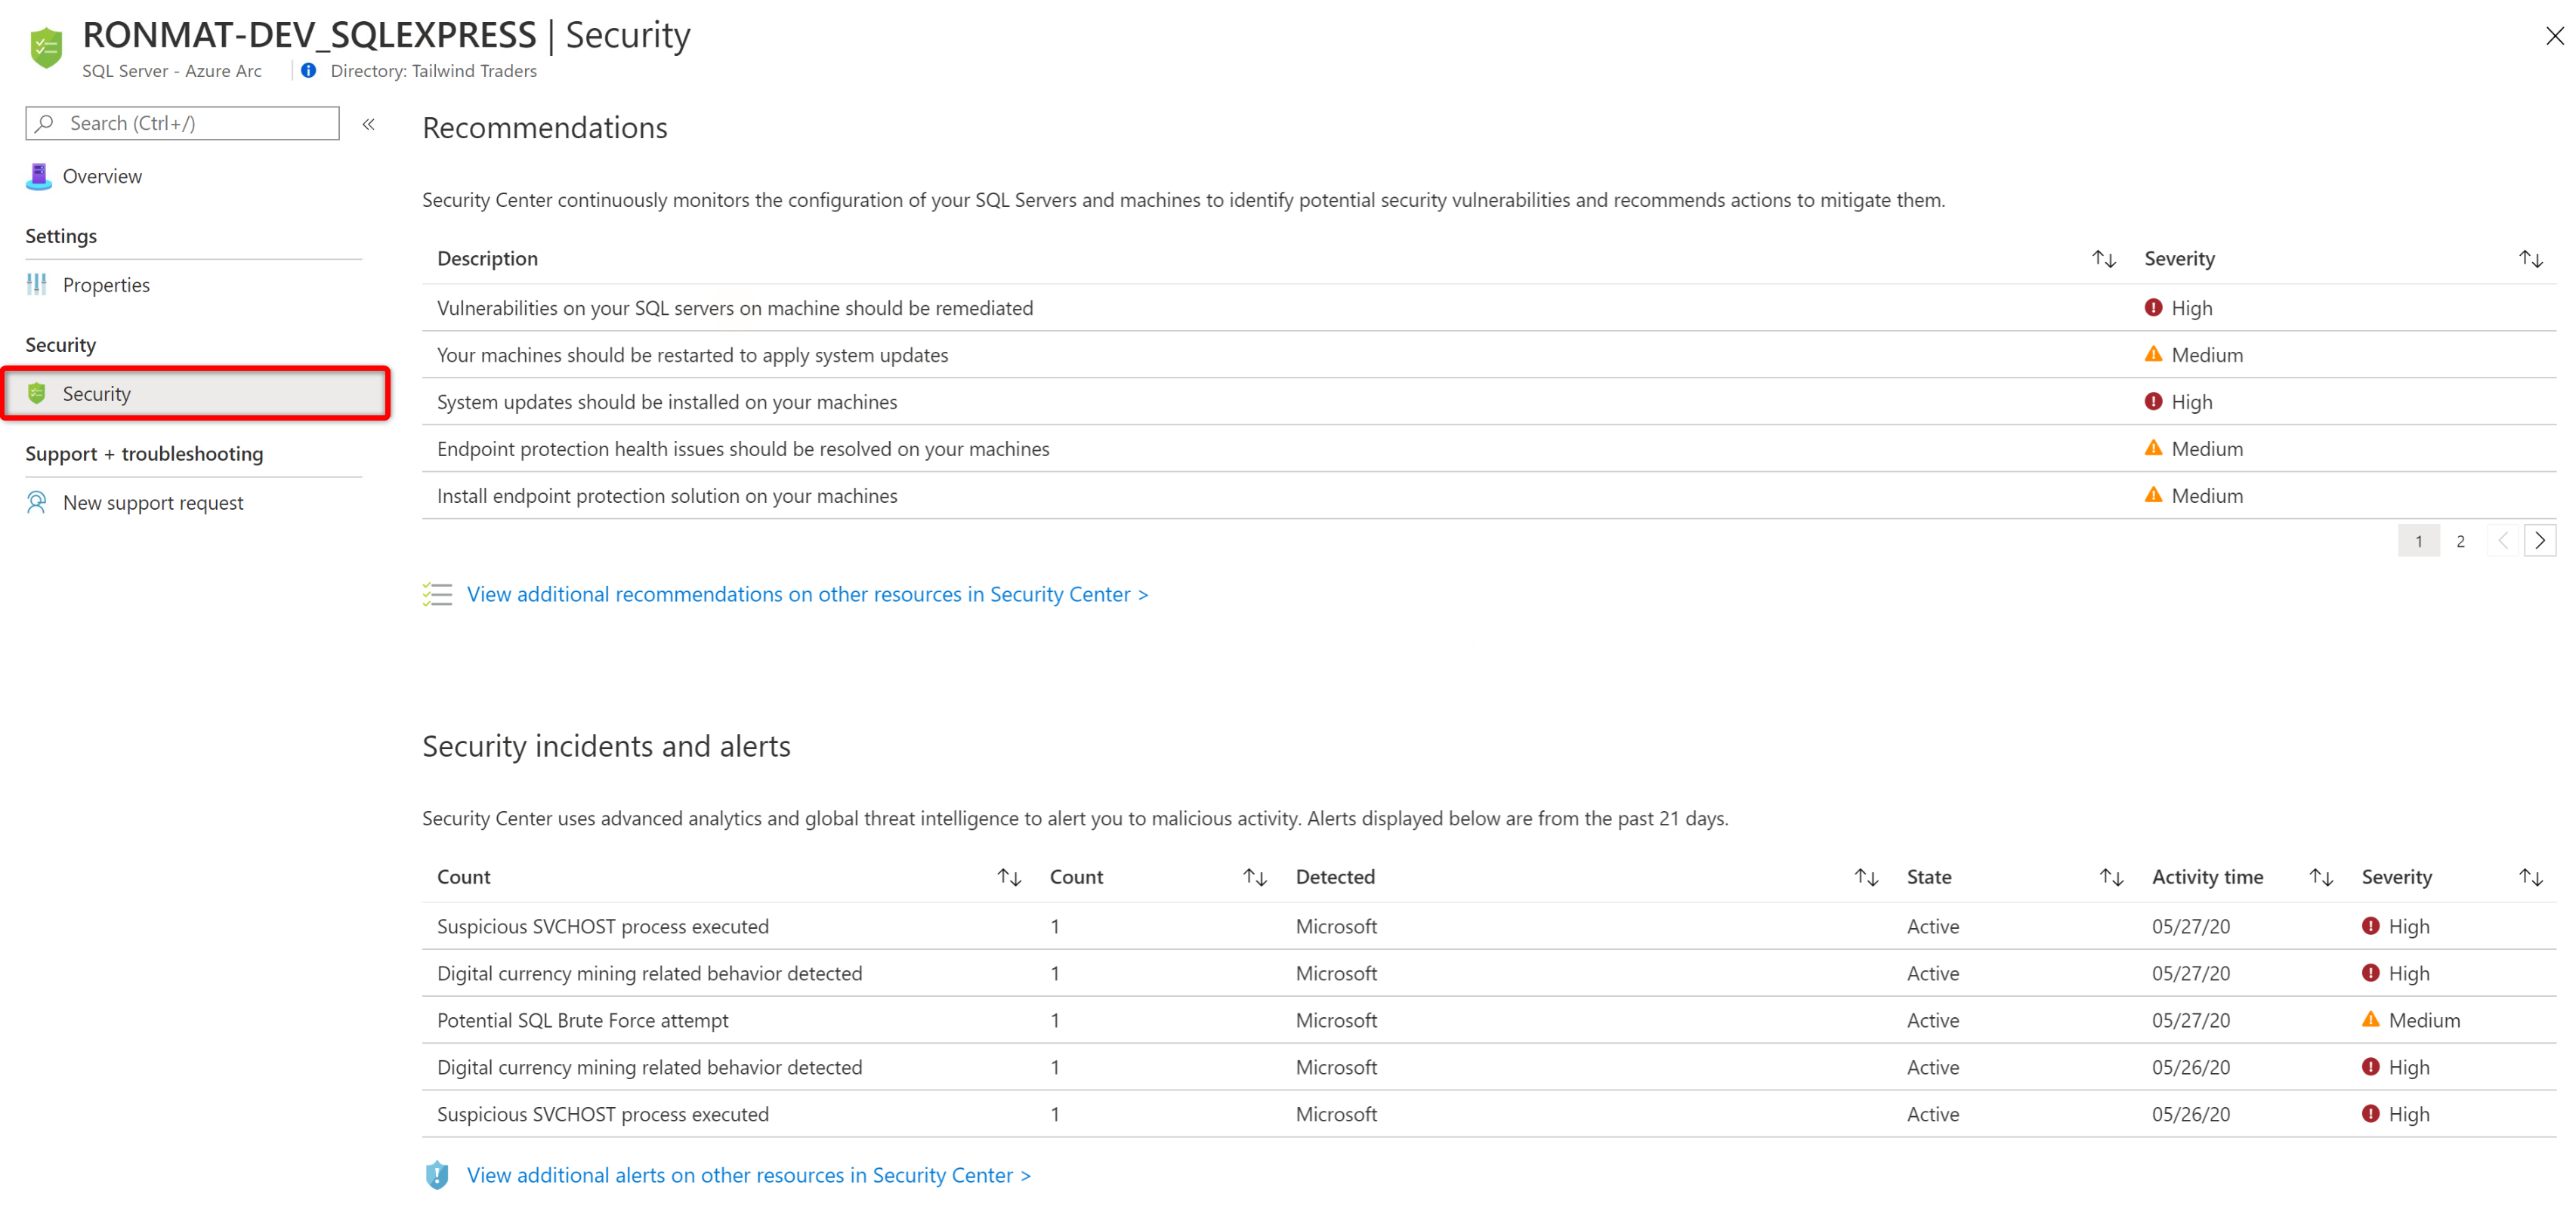 RONMAT-DEV_SQLEXPRESS | Security
SQL Server - Azure Arc | Directory: Tailwind Traders
Search (Ctrl+/)
«
Overview
Settings
Properties
Security
Security
Support + troubleshooting
New support request
Recommendations
Security Center continuously monitors the configuration of your SQL Servers and machines to identify potential security vulnerabilities and recommends actions to mitigate them.
Description Severity
Vulnerabilities on your SQL servers on machine should be remediated High
Your machines should be restarted to apply system updates Medium
System updates should be installed on your machines High
Endpoint protection health issues should be resolved on your machines Medium
Install endpoint protection solution on your machines Medium
1 2 < >
View additional recommendations on other resources in Security Center >
Security incidents and alerts
Security Center uses advanced analytics and global threat intelligence to alert you to malicious activity. Alerts displayed below are from the past 21 days.
Count Count Detected State Activity time Severity
Suspicious SVCHOST process executed 1 Microsoft Active 05/27/20 High
Digital currency mining related behavior detected 1 Microsoft Active 05/27/20 High
Potential SQL Brute Force attempt 1 Microsoft Active 05/27/20 Medium
Digital currency mining related behavior detected 1 Microsoft Active 05/26/20 High
Suspicious SVCHOST process executed 1 Microsoft Active 05/26/20 High
View additional alerts on other resources in Security Center >